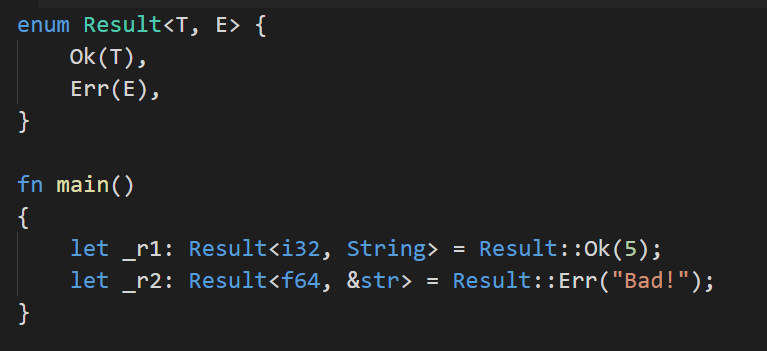 enum Result<T, E> {
    Ok(T),
    Err(E),
}

fn main()
{
    let _r1: Result<i32, String> = Result::Ok(5);
    let _r2: Result<f64, &str> = Result::Err("Bad!");
}